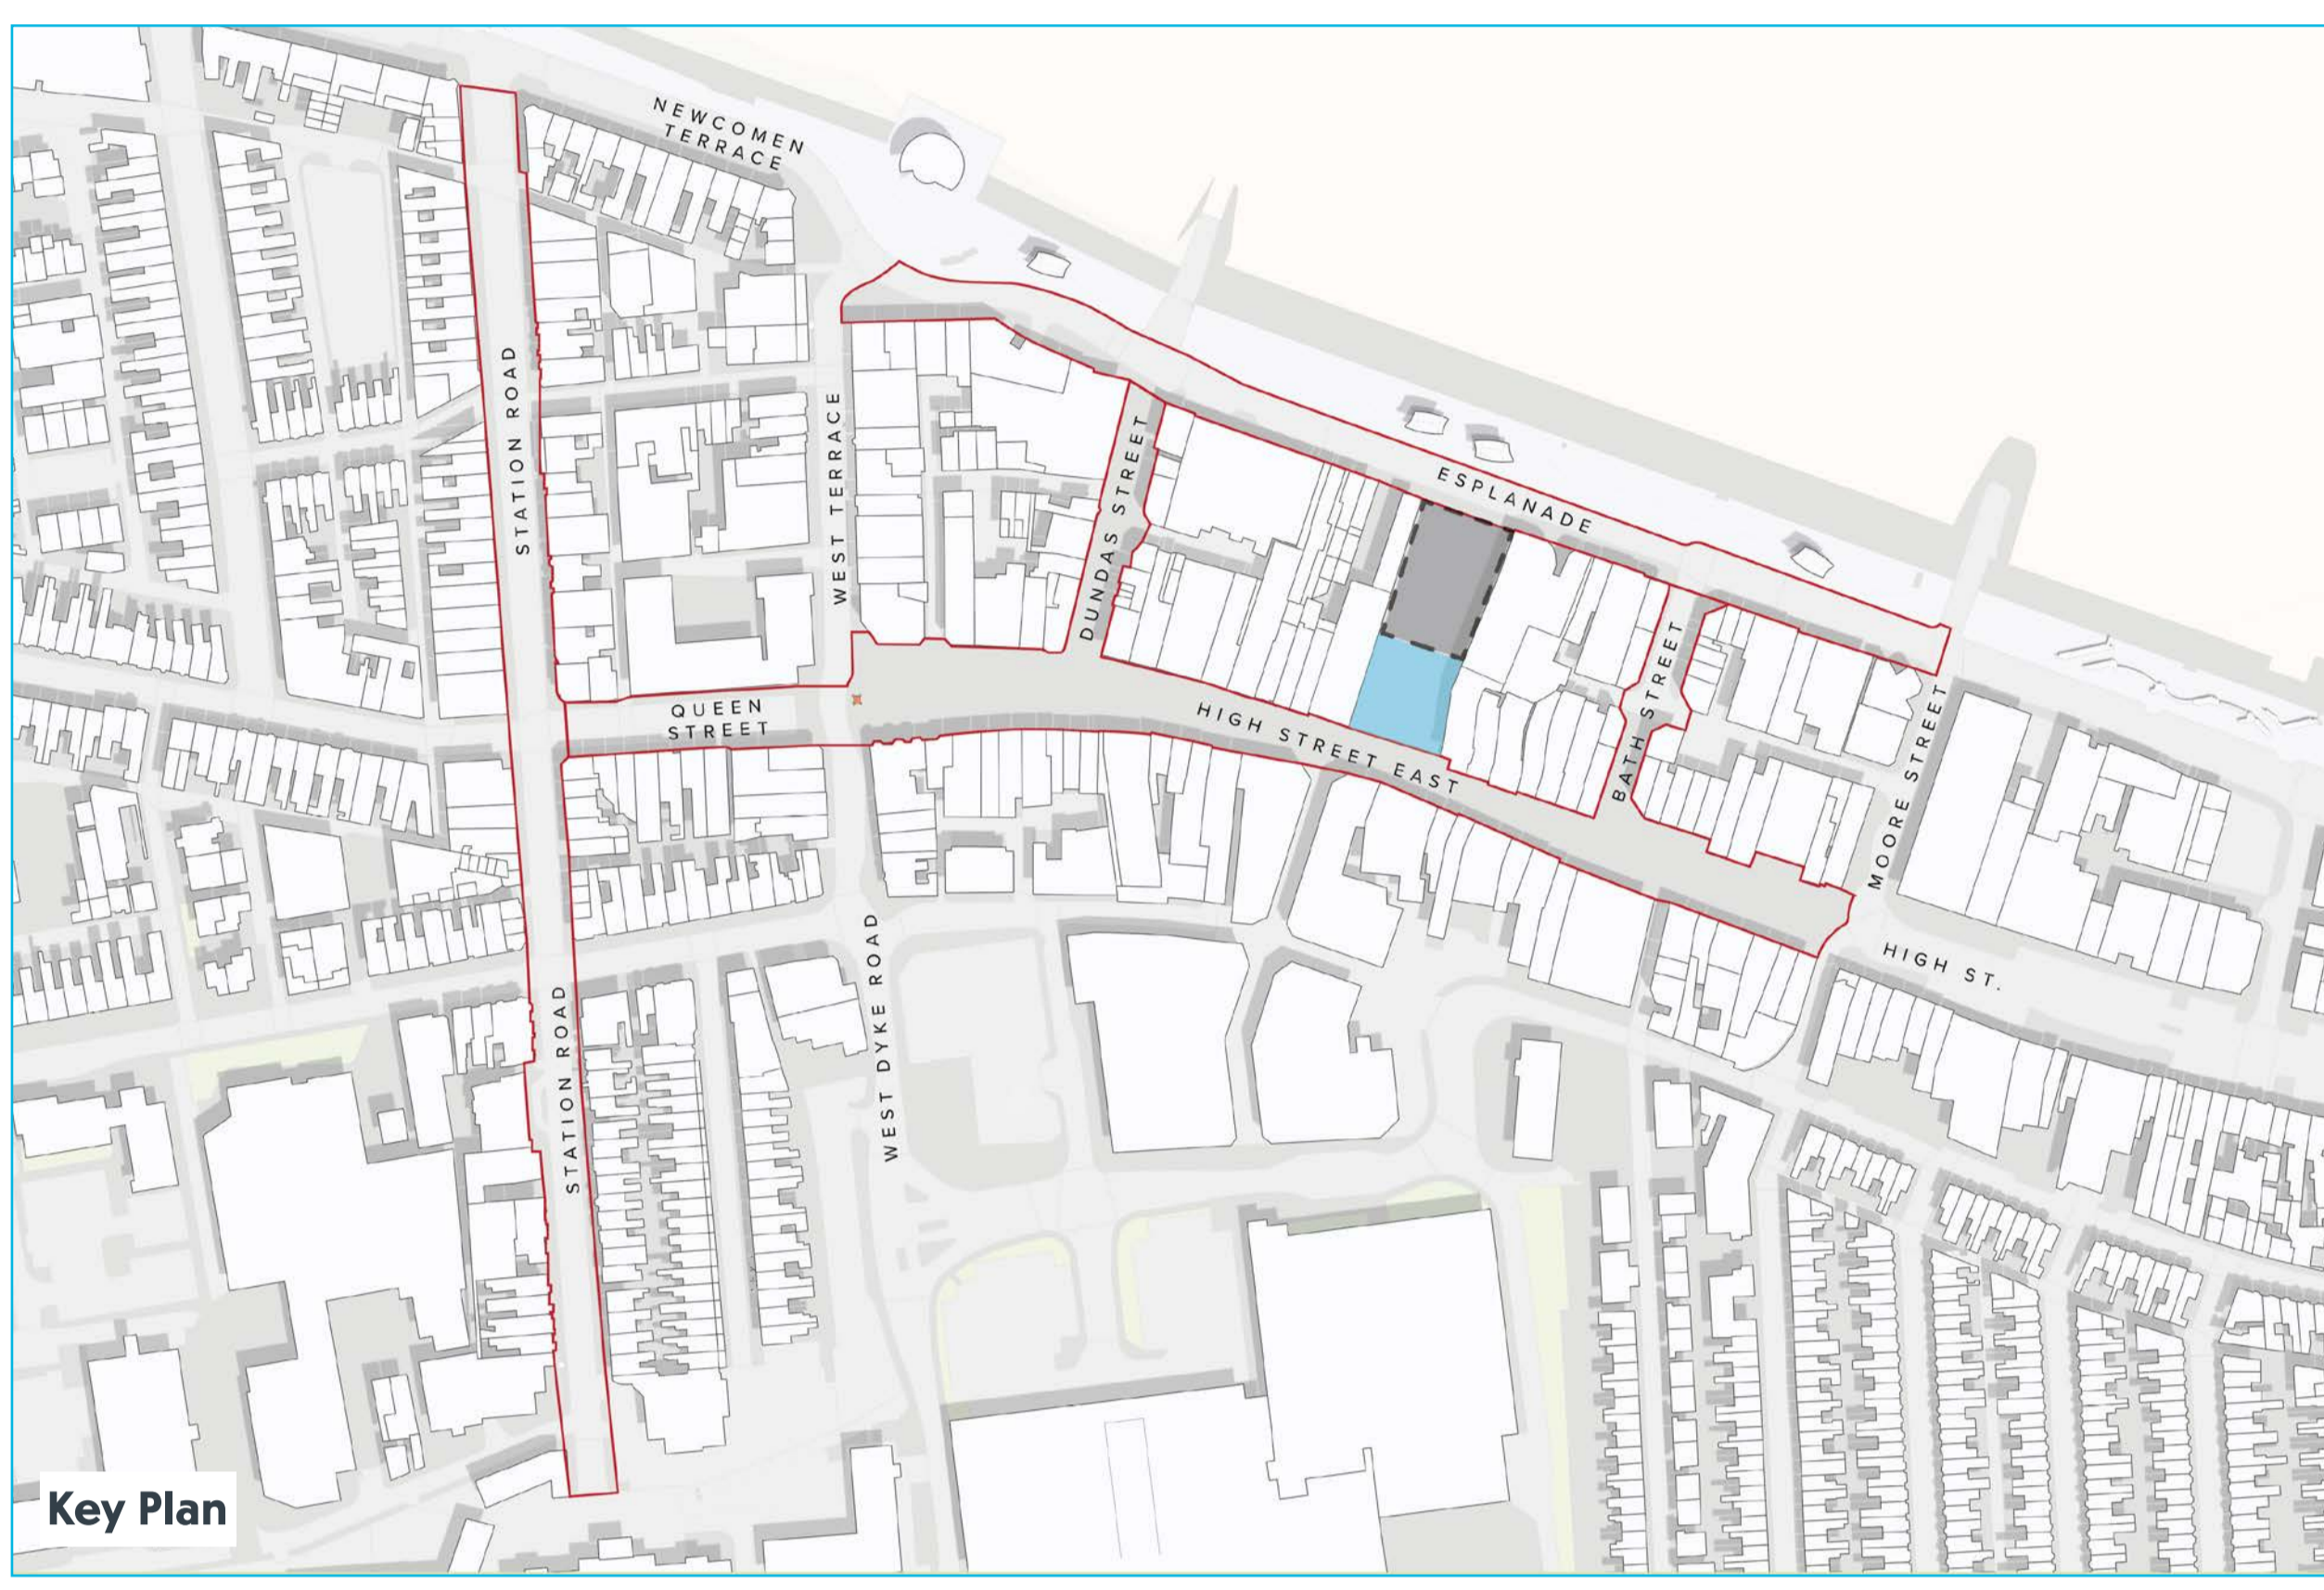 NEWCOMEN
TERRACE
STATION ROAD
WEST TERRACE
DUNDAS STREET
ESPLANADE
QUEEN
STREET
HIGH STREET EAST
BATH STREET
MOORE STREET
HIGH ST.
WEST DYKE ROAD
STATION ROAD
Key Plan